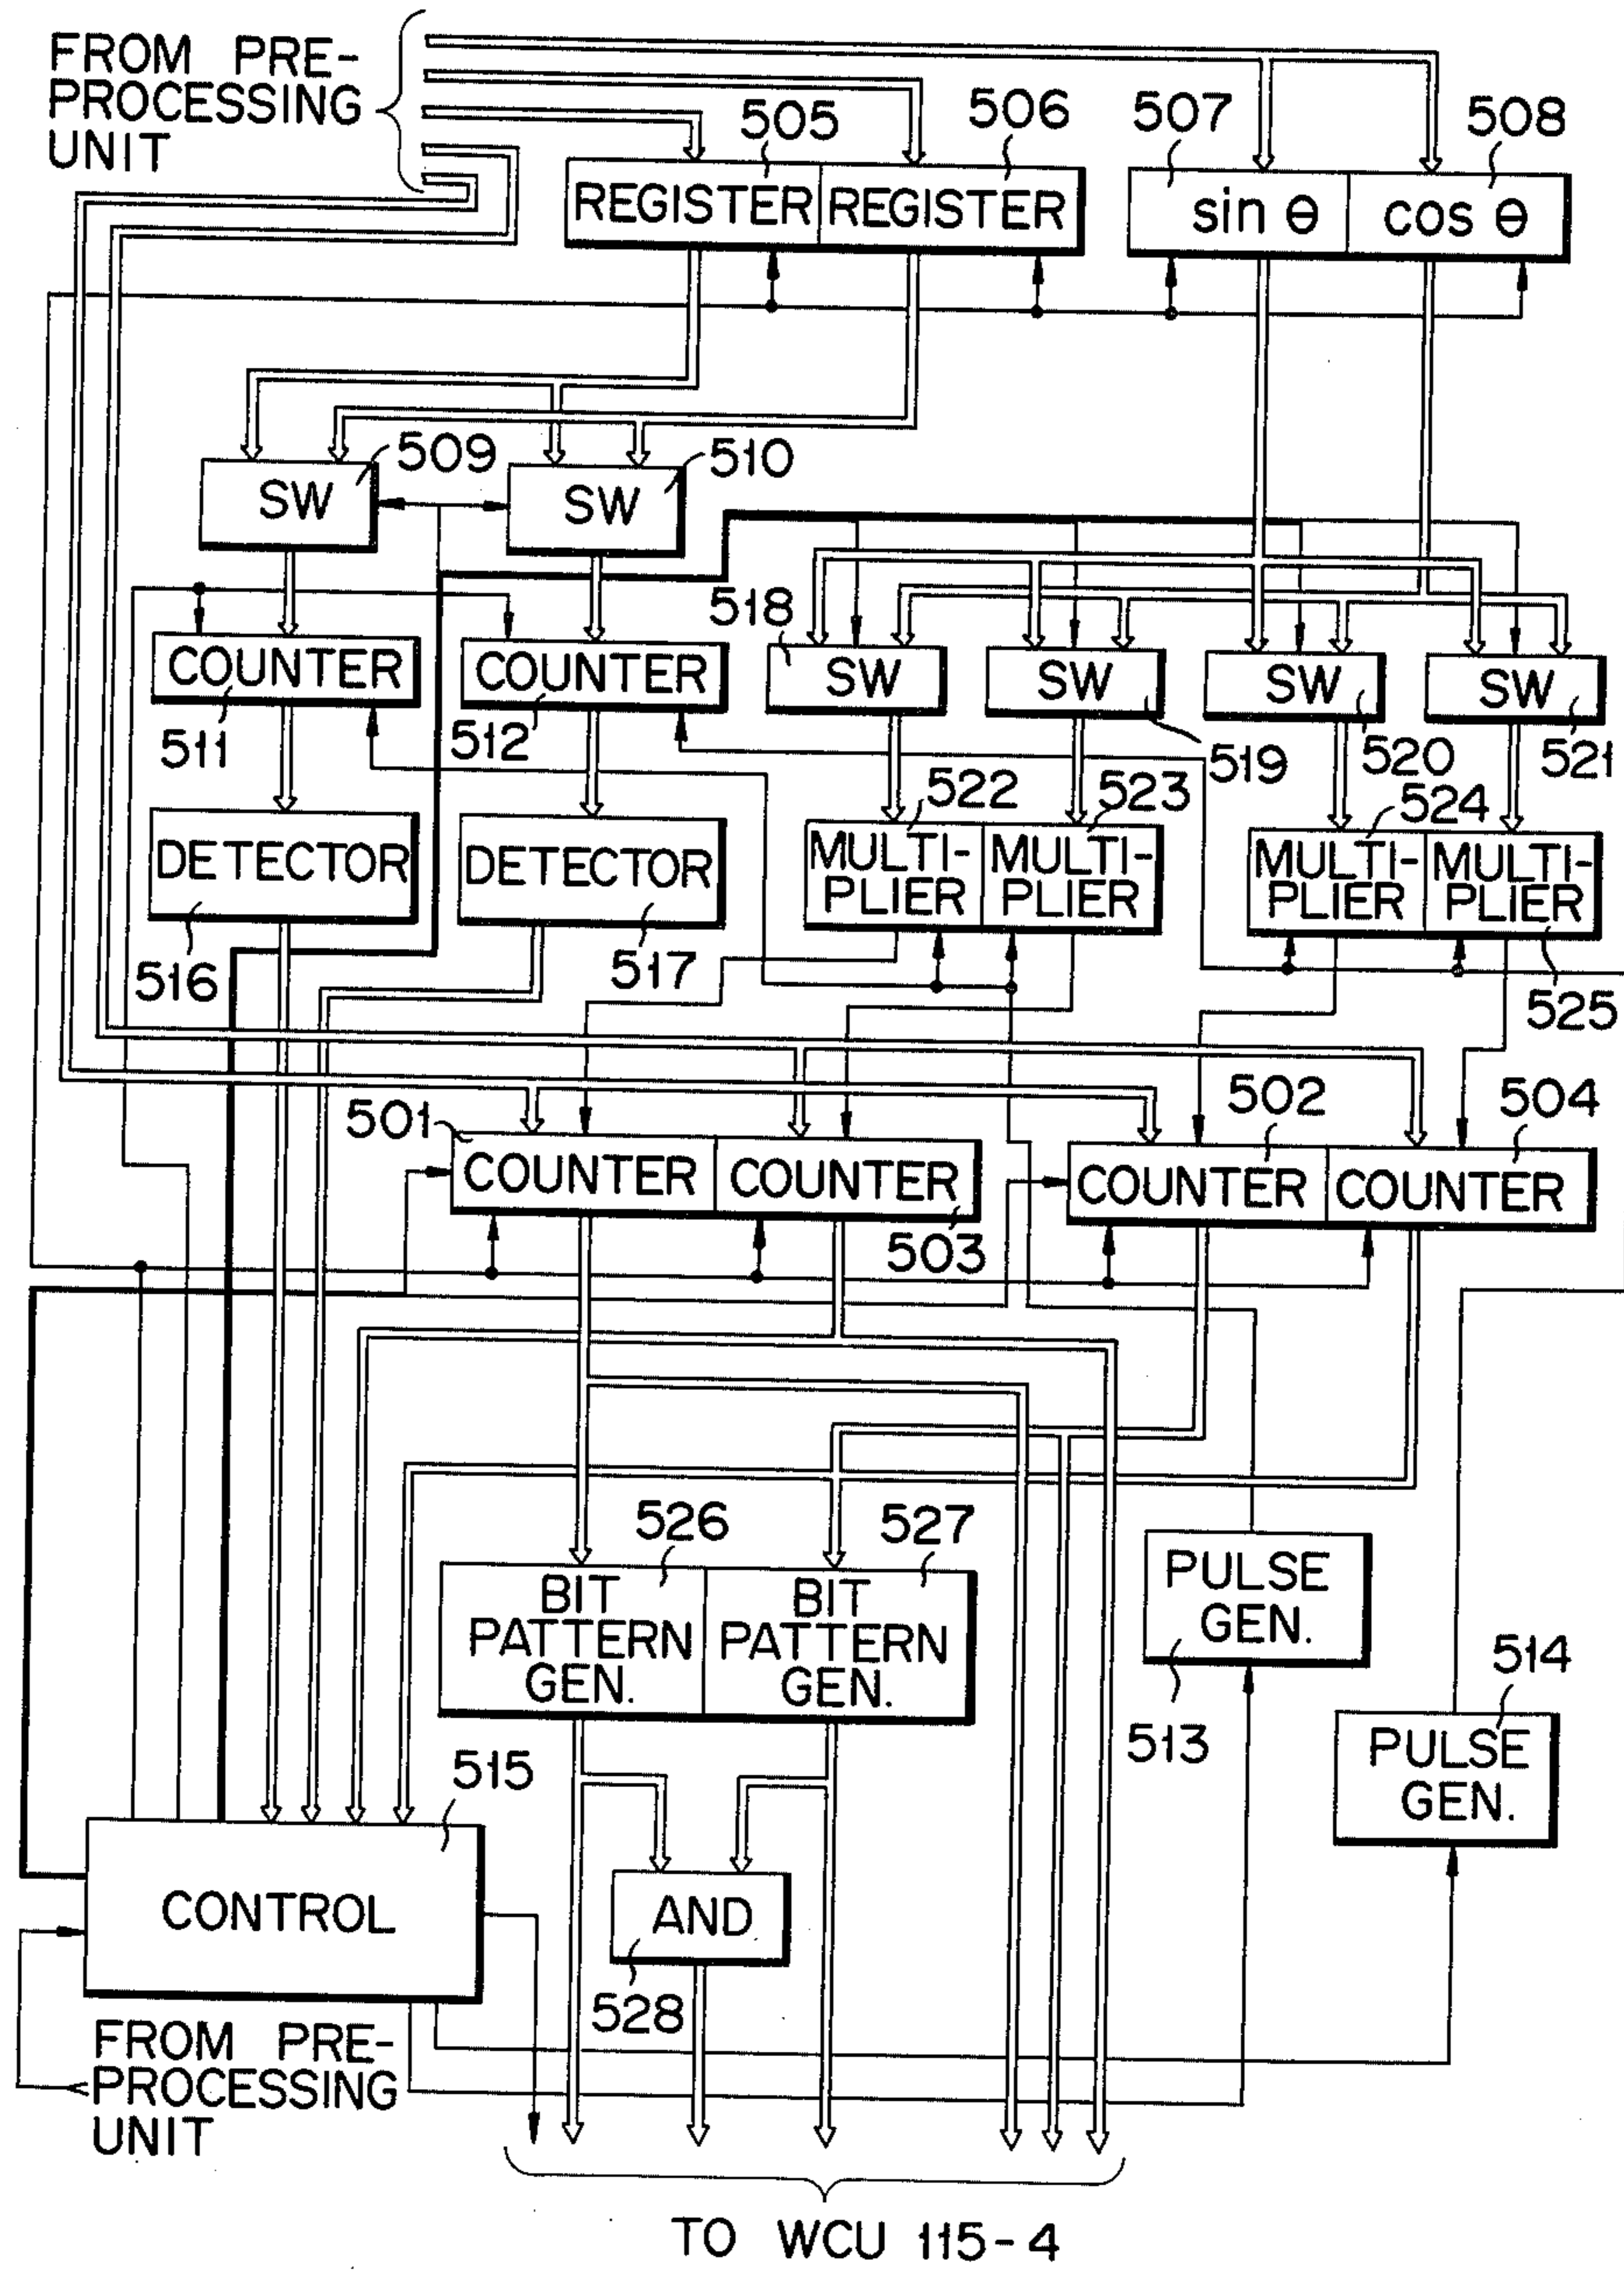 FROM PRE-
PROCESSING
UNIT
505
506
507
508
REGISTER
REGISTER
sin θ
cos θ
509
510
SW
SW
518
COUNTER
COUNTER
SW
SW
SW
SW
511
512
519
520
521
522
523
524
DETECTOR
DETECTOR
MULTI-
PLIER
MULTI-
PLIER
MULTI-
PLIER
MULTI-
PLIER
516
517
525
501
502
504
COUNTER
COUNTER
COUNTER
COUNTER
503
526
527
BIT
PATTERN
GEN.
BIT
PATTERN
GEN.
PULSE
GEN.
513
514
PULSE
GEN.
515
CONTROL
AND
528
FROM PRE-
PROCESSING
UNIT
TO WCU 115-4